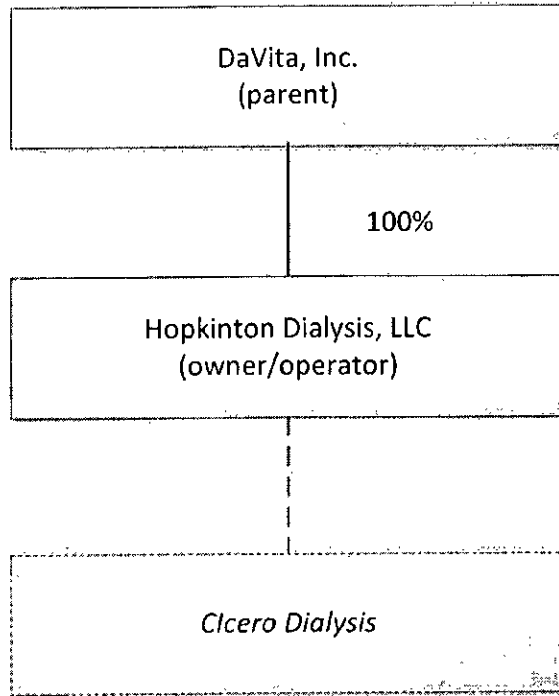 DaVita, Inc.
(parent)
100%
Hopkinton Dialysis, LLC
(owner/operator)
Cicero Dialysis